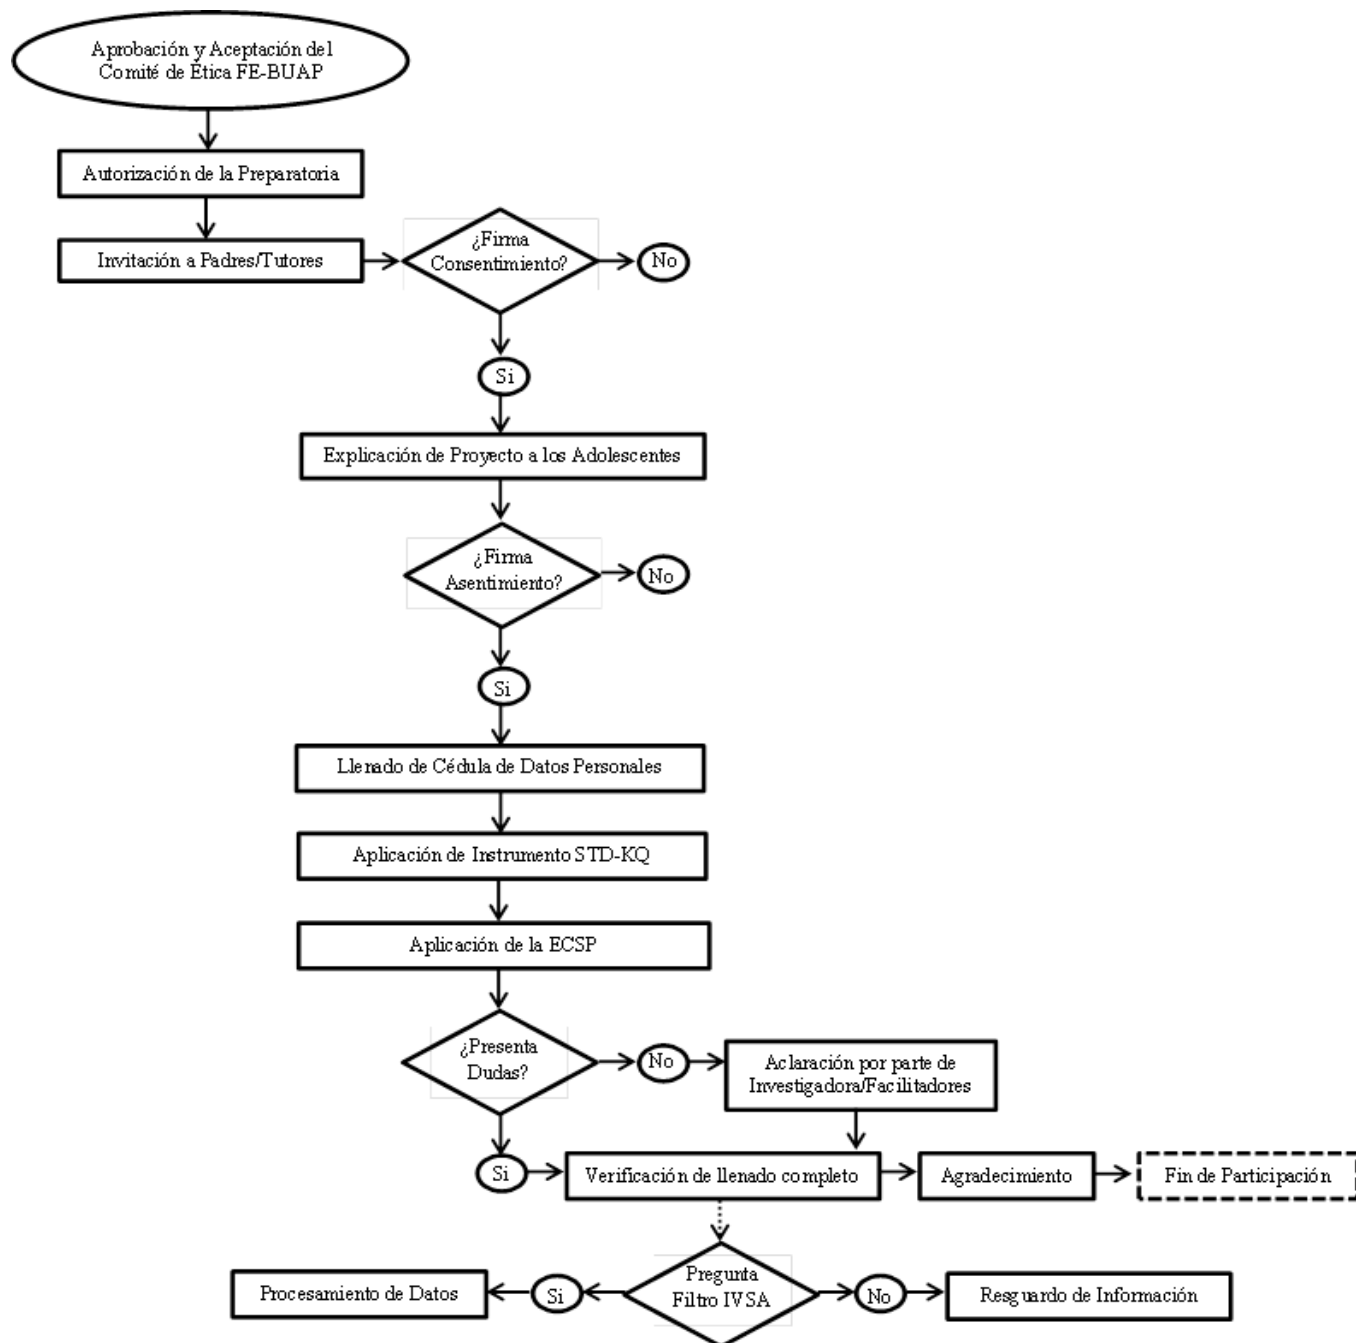 Aprobación y Aceptación del
Comité de Ética FE-BUAP
Autorización de la Preparatoria
Invitación a Padres/Tutores
¿Firma
Consentimiento?
No
Si
Explicación de Proyecto a los Adolescentes
¿Firma
Asentimiento?
No
Si
Llenado de Cédula de Datos Personales
Aplicación de Instrumento STD-KQ
Aplicación de la ECSP
¿Presenta
Dudas?
No
Aclaración por parte de
Investigadora/Facilitadores
Si
Verificación de llenado completo
Agradecimiento
Fin de Participación
Pregunta
Filtro IVSA
Si
Procesamiento de Datos
No
Resguardo de Información